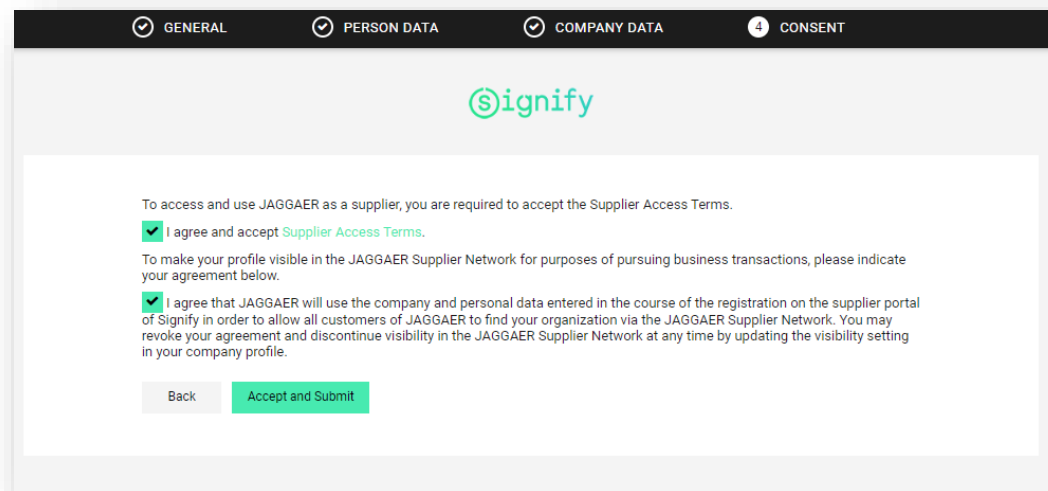 GENERAL PERSON DATA COMPANY DATA 4 CONSENT
signify
To access and use JAGGAER as a supplier, you are required to accept the Supplier Access Terms.
I agree and accept Supplier Access Terms.
To make your profile visible in the JAGGAER Supplier Network for purposes of pursuing business transactions, please indicate
your agreement below.
I agree that JAGGAER will use the company and personal data entered in the course of the registration on the supplier portal
of Signify in order to allow all customers of JAGGAER to find your organization via the JAGGAER Supplier Network. You may
revoke your agreement and discontinue visibility in the JAGGAER Supplier Network at any time by updating the visibility setting
in your company profile.
Back Accept and Submit